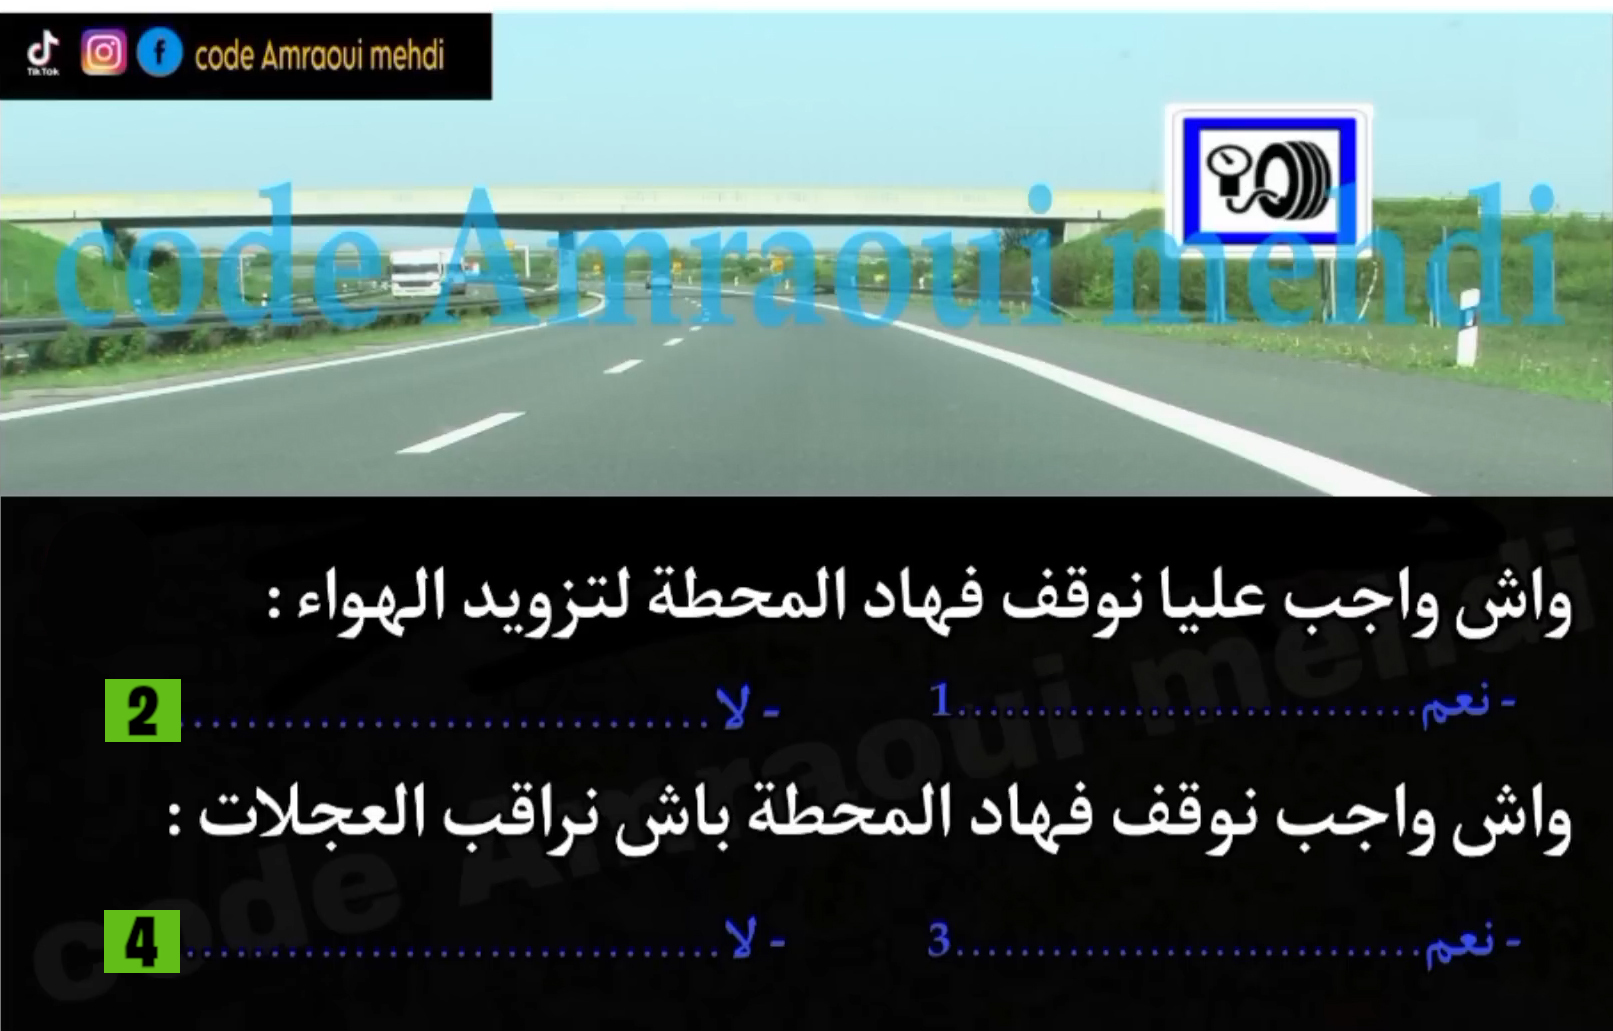 TikTok code Amraoui mehdi
code Amraoui mehdi
واش واجب عليا نوقف فهاد المحطة لتزويد الهواء :
- نعم..............................1 - لا..............................2
واش واجب نوقف فهاد المحطة باش نراقب العجلات :
- نعم..............................3 - لا..............................4
code Amraoui mehdi